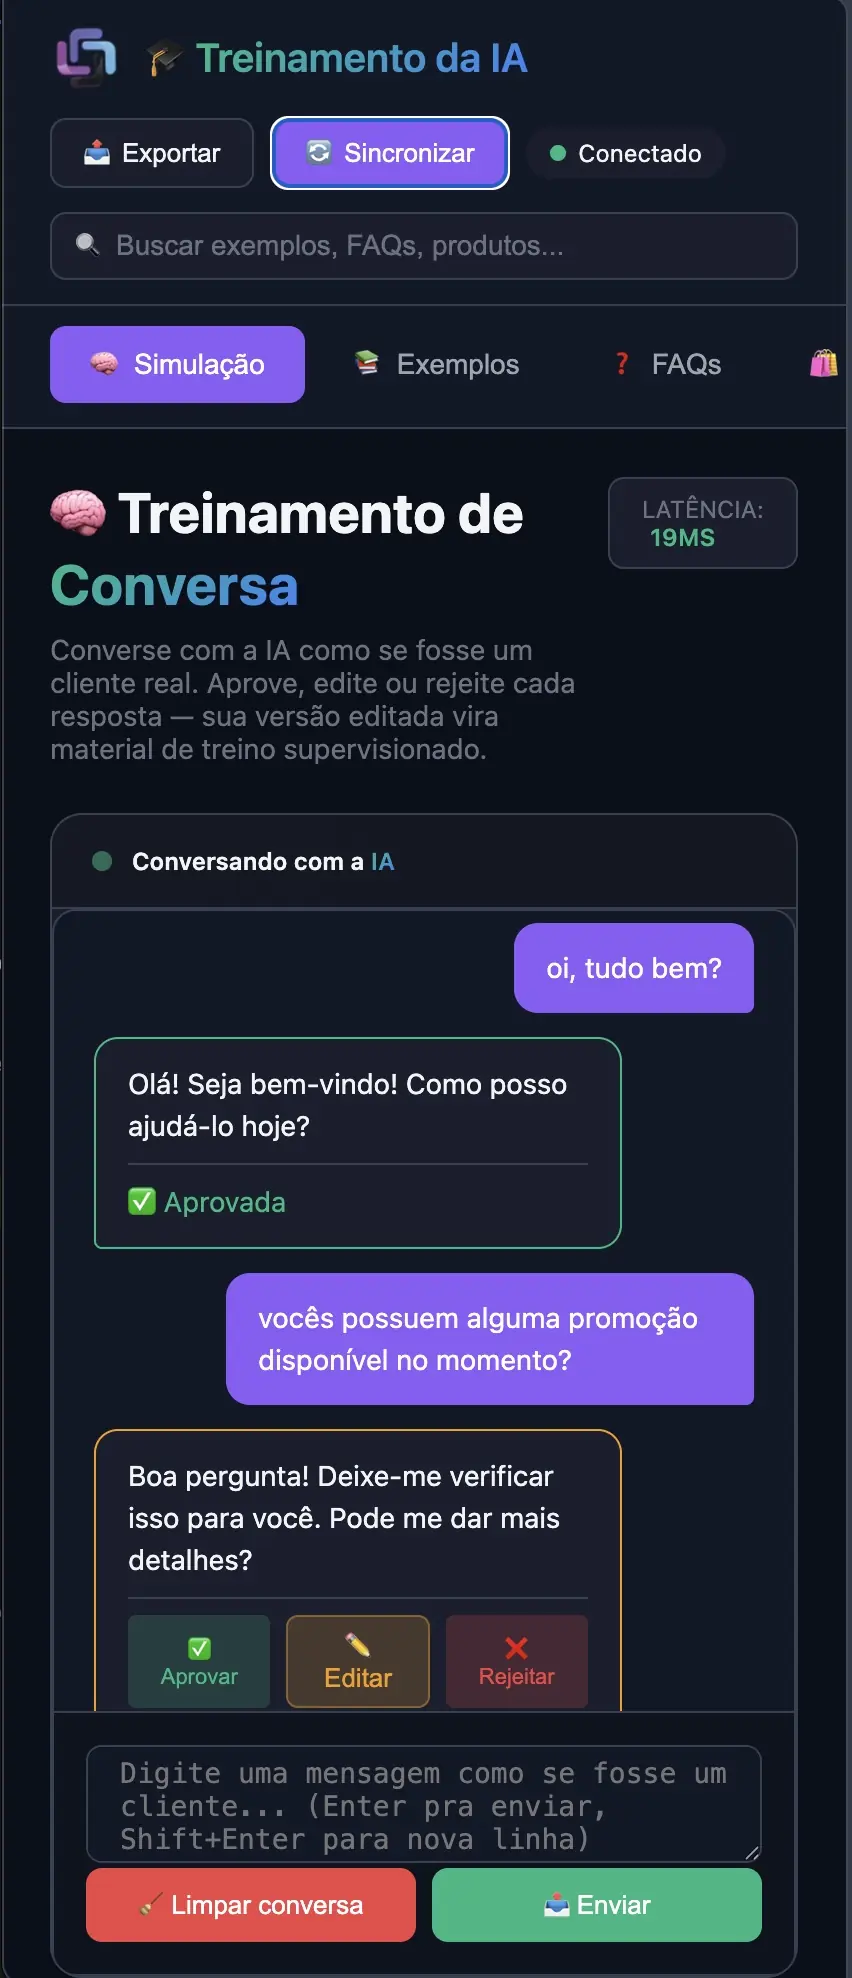 Treinamento da IA
Exportar
Sincronizar
Conectado
Buscar exemplos, FAQs, produtos...
Simulação
Exemplos
FAQs
Treinamento de
Conversa
LATÊNCIA:
19MS
Converse com a IA como se fosse um
cliente real. Aprove, edite ou rejeite cada
resposta — sua versão editada vira
material de treino supervisionado.
Conversando com a IA
oi, tudo bem?
Olá! Seja bem-vindo! Como posso
ajudá-lo hoje?
Aprovada
vocês possuem alguma promoção
disponível no momento?
Boa pergunta! Deixe-me verificar
isso para você. Pode me dar mais
detalhes?
Aprovar
Editar
Rejeitar
Digite uma mensagem como se fosse um
cliente... (Enter pra enviar,
Shift+Enter para nova linha)
Limpar conversa
Enviar